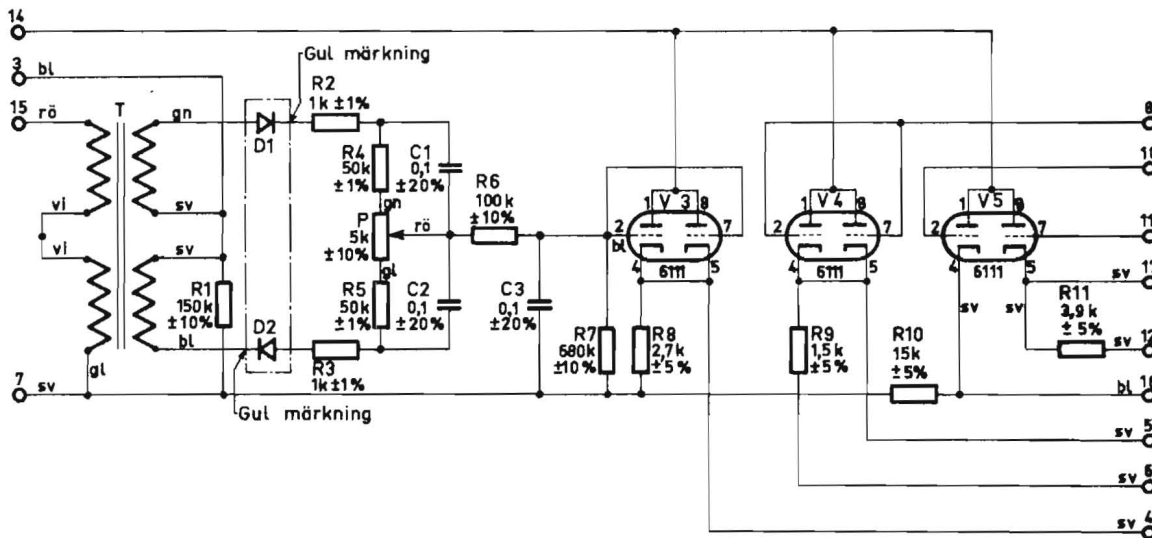 14
3 bl
15 rö
T
gn
vi
vi
sv
sv
bl
gl
7 sv
R1
150k
±10%
D1
D2
Gul märkning
Gul märkning
R2
1k ±1%
R3
1k ±1%
R4
50k
±1%
gn
P
5k
±10%
rö
gl
R5
50k
±1%
C1
0,1
±20%
C2
0,1
±20%
R6
100k
±10%
C3
0,1
±20%
R7
680k
±10%
R8
2,7k
±5%
1 V 3 8
2 7
bl
4 5
6111
1 V 4 8
2 7
4 5
6111
R9
1,5k
±5%
1 V5
2 7
4 5
6111
sv sv
R10
15k
±5%
R11
3,9k
±5%
8
11
sv
sv 12
bl
sv 5
sv 6
sv 4